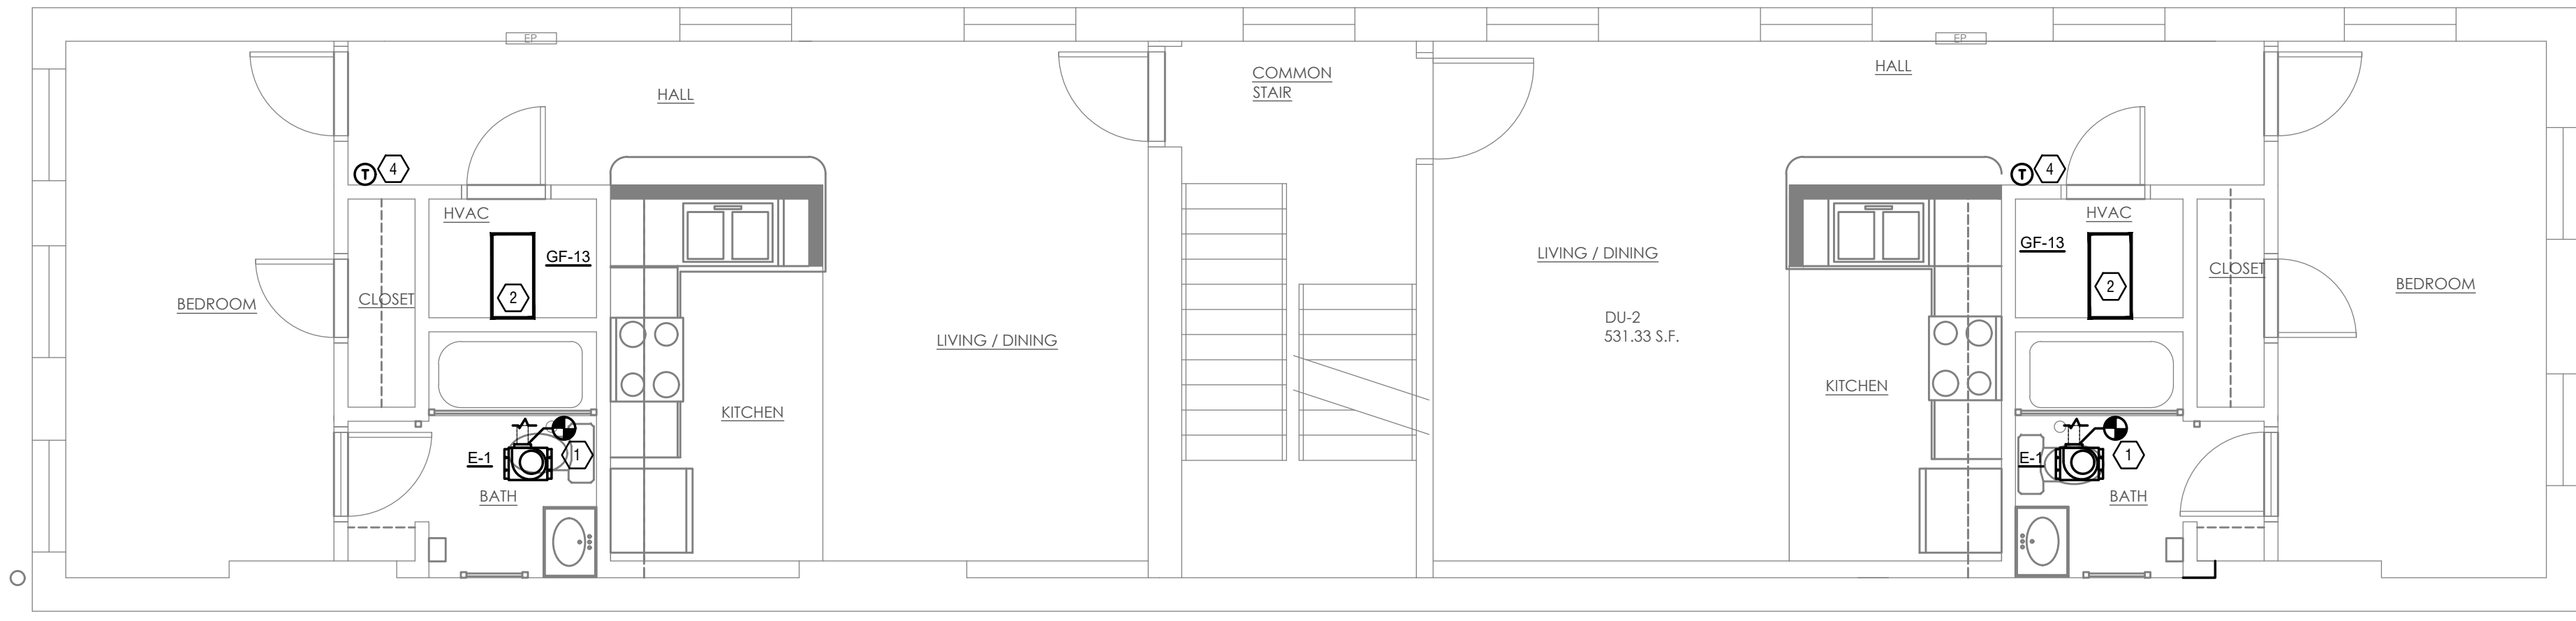 EP
EP
HALL
COMMON
STAIR
HALL
T
4
T
4
HVAC
HVAC
GF-13
GF-13
LIVING / DINING
CLOSET
BEDROOM
BEDROOM
CLOSET
2
2
DU-2
531.33 S.F.
LIVING / DINING
KITCHEN
KITCHEN
E-1
1
E-1
1
BATH
BATH